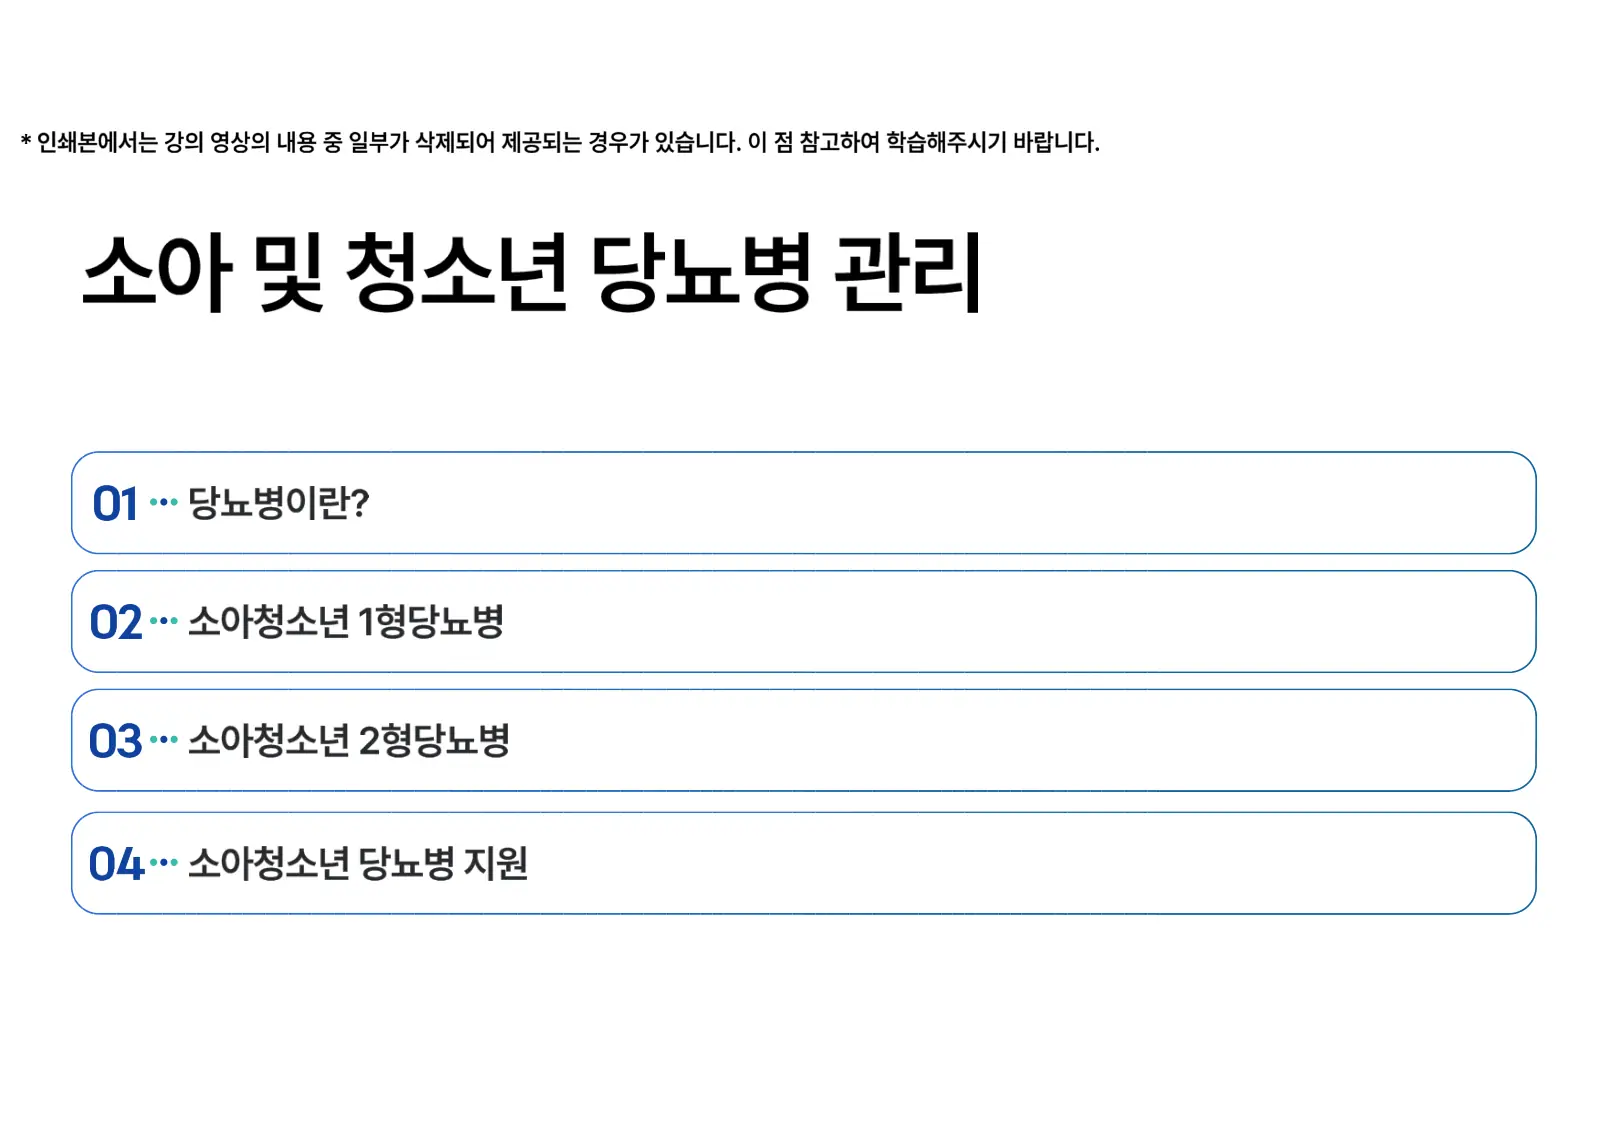 * 인쇄본에서는 강의 영상의 내용 중 일부가 삭제되어 제공되는 경우가 있습니다. 이 점 참고하여 학습해주시기 바랍니다.
소아 및 청소년 당뇨병 관리
01 ··· 당뇨병이란?
02 ··· 소아청소년 1형당뇨병
03 ··· 소아청소년 2형당뇨병
04 ··· 소아청소년 당뇨병 지원